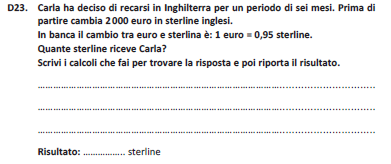 D23. Carla ha deciso di recarsi in Inghilterra per un periodo di sei mesi. Prima di
partire cambia 2 000 euro in sterline inglesi.
In banca il cambio tra euro e sterlina è: 1 euro = 0,95 sterline.
Quante sterline riceve Carla?
Scrivi i calcoli che fai per trovare la risposta e poi riporta il risultato.
................................................................................
................................................................................
................................................................................
Risultato: ................. sterline